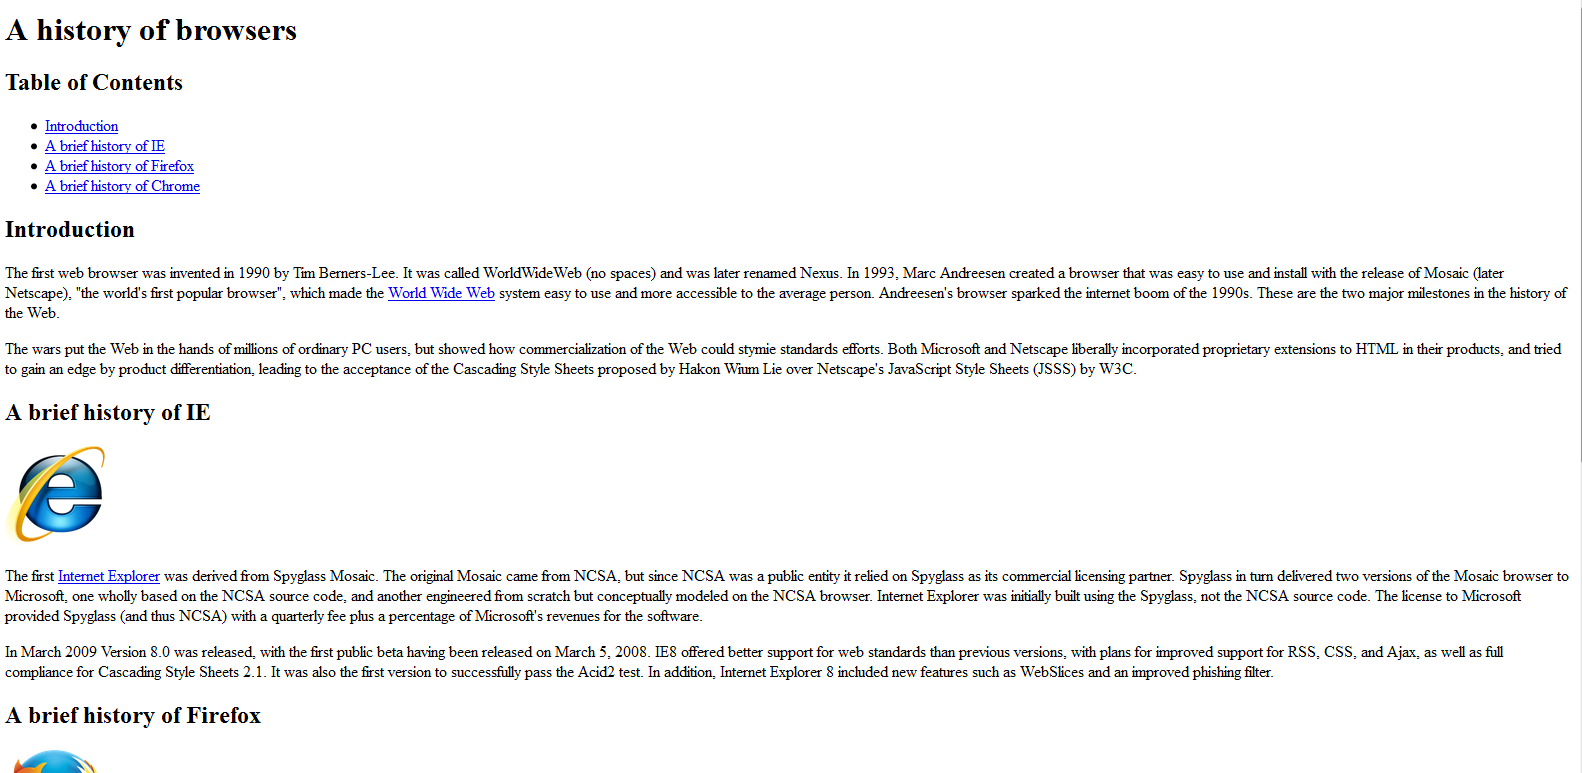 A history of browsers
Table of Contents
Introduction
A brief history of IE
A brief history of Firefox
A brief history of Chrome
Introduction
The first web browser was invented in 1990 by Tim Berners-Lee. It was called WorldWideWeb (no spaces) and was later renamed Nexus. In 1993, Marc Andreesen created a browser that was easy to use and install with the release of Mosaic (later
Netscape), "the world's first popular browser", which made the World Wide Web system easy to use and more accessible to the average person. Andreesen's browser sparked the internet boom of the 1990s. These are the two major milestones in the history of
the Web.
The wars put the Web in the hands of millions of ordinary PC users, but showed how commercialization of the Web could stymie standards efforts. Both Microsoft and Netscape liberally incorporated proprietary extensions to HTML in their products, and tried
to gain an edge by product differentiation, leading to the acceptance of the Cascading Style Sheets proposed by Hakon Wium Lie over Netscape's JavaScript Style Sheets (JSSS) by W3C.
A brief history of IE
The first Internet Explorer was derived from Spyglass Mosaic. The original Mosaic came from NCSA, but since NCSA was a public entity it relied on Spyglass as its commercial licensing partner. Spyglass in turn delivered two versions of the Mosaic browser to
Microsoft, one wholly based on the NCSA source code, and another engineered from scratch but conceptually modeled on the NCSA browser. Internet Explorer was initially built using the Spyglass, not the NCSA source code. The license to Microsoft
provided Spyglass (and thus NCSA) with a quarterly fee plus a percentage of Microsoft's revenues for the software.
In March 2009 Version 8.0 was released, with the first public beta having been released on March 5, 2008. IE8 offered better support for web standards than previous versions, with plans for improved support for RSS, CSS, and Ajax, as well as full
compliance for Cascading Style Sheets 2.1. It was also the first version to successfully pass the Acid2 test. In addition, Internet Explorer 8 included new features such as WebSlices and an improved phishing filter.
A brief history of Firefox